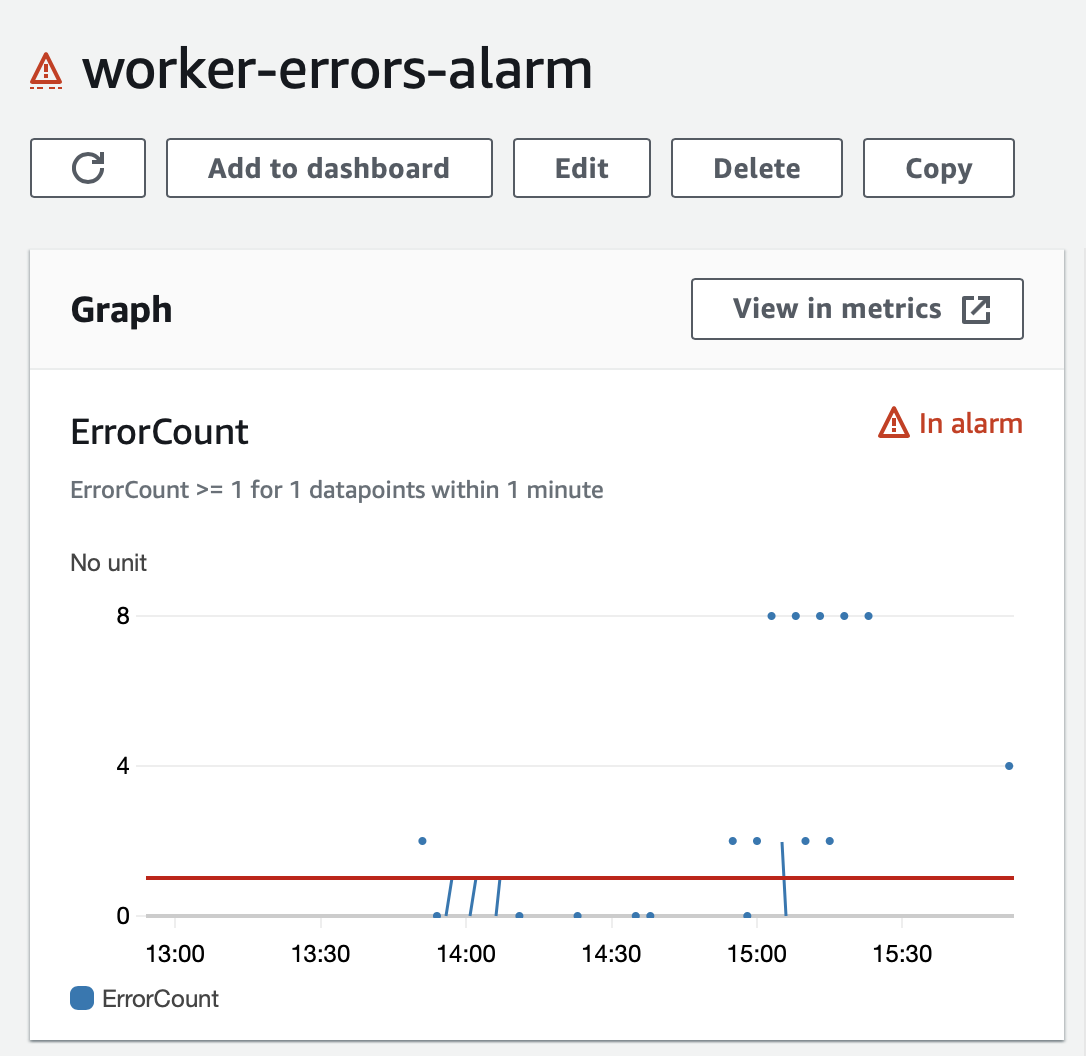 worker-errors-alarm
Add to dashboard Edit Delete Copy
Graph View in metrics
ErrorCount In alarm
ErrorCount >= 1 for 1 datapoints within 1 minute
No unit
8
4
0
13:00 13:30 14:00 14:30 15:00 15:30
ErrorCount